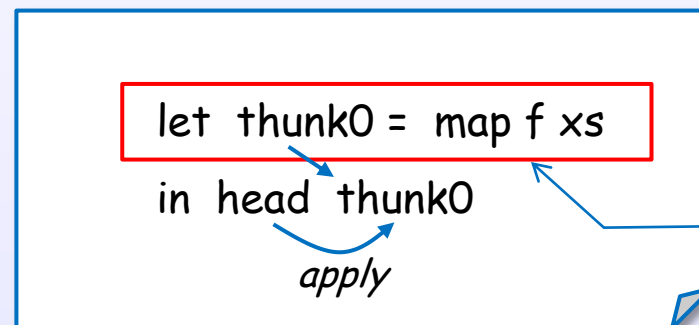 let thunk0 = map f xs
in head thunk0
apply